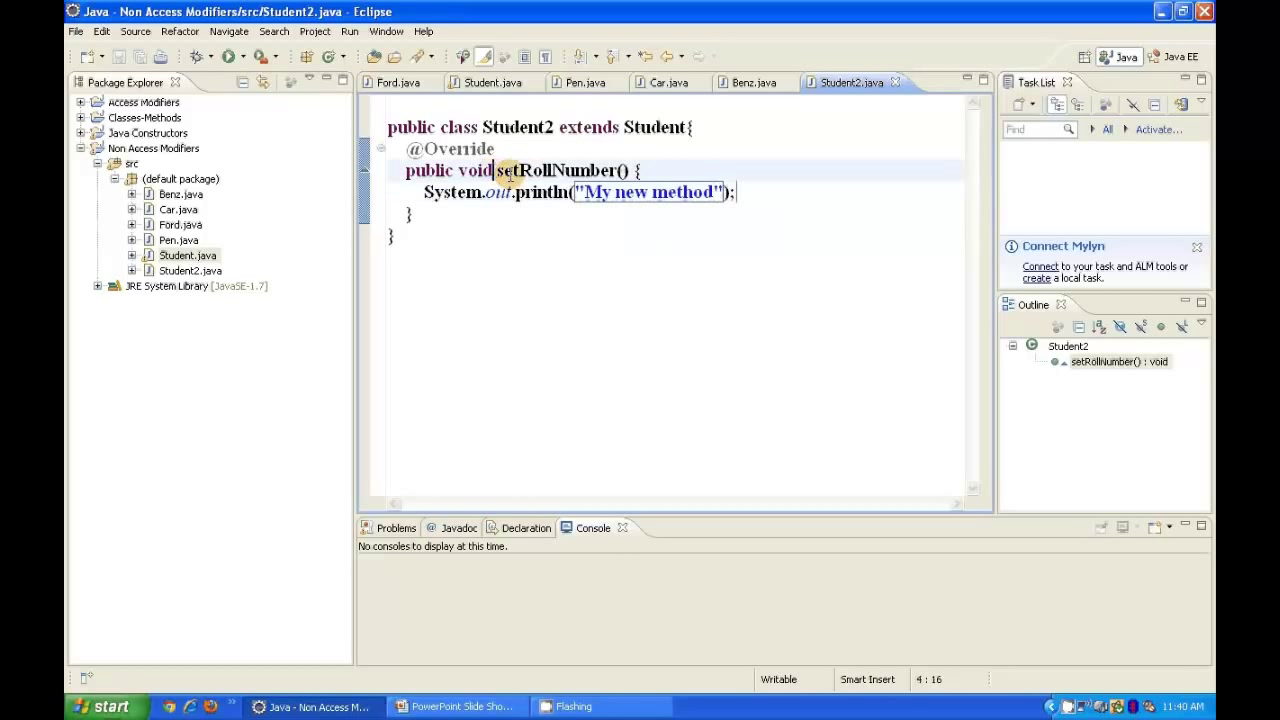 Java - Non Access Modifiers/src/Student2.java - Eclipse
File Edit Source Refactor Navigate Search Project Run Window Help
Java Java EE
Package Explorer
Access Modifiers
Classes-Methods
Java Constructors
Non Access Modifiers
src
(default package)
Benz.java
Car.java
Ford.java
Pen.java
Student.java
Student2.java
JRE System Library [JavaSE-1.7]
Ford.java Student.java Pen.java Car.java Benz.java Student2.java
public class Student2 extends Student{
@Override
public void setRollNumber() {
System.out.println("My new method");
}
}
Task List
Find All Activate...
Connect Mylyn
Connect to your task and ALM tools or
create a local task.
Outline
Student2
setRollNumber() : void
Problems @ Javadoc Declaration Console
No consoles to display at this time.
Writable Smart Insert 4 : 16
start Java - Non Access M... PowerPoint Slide Sho... Flashing 11:40 AM